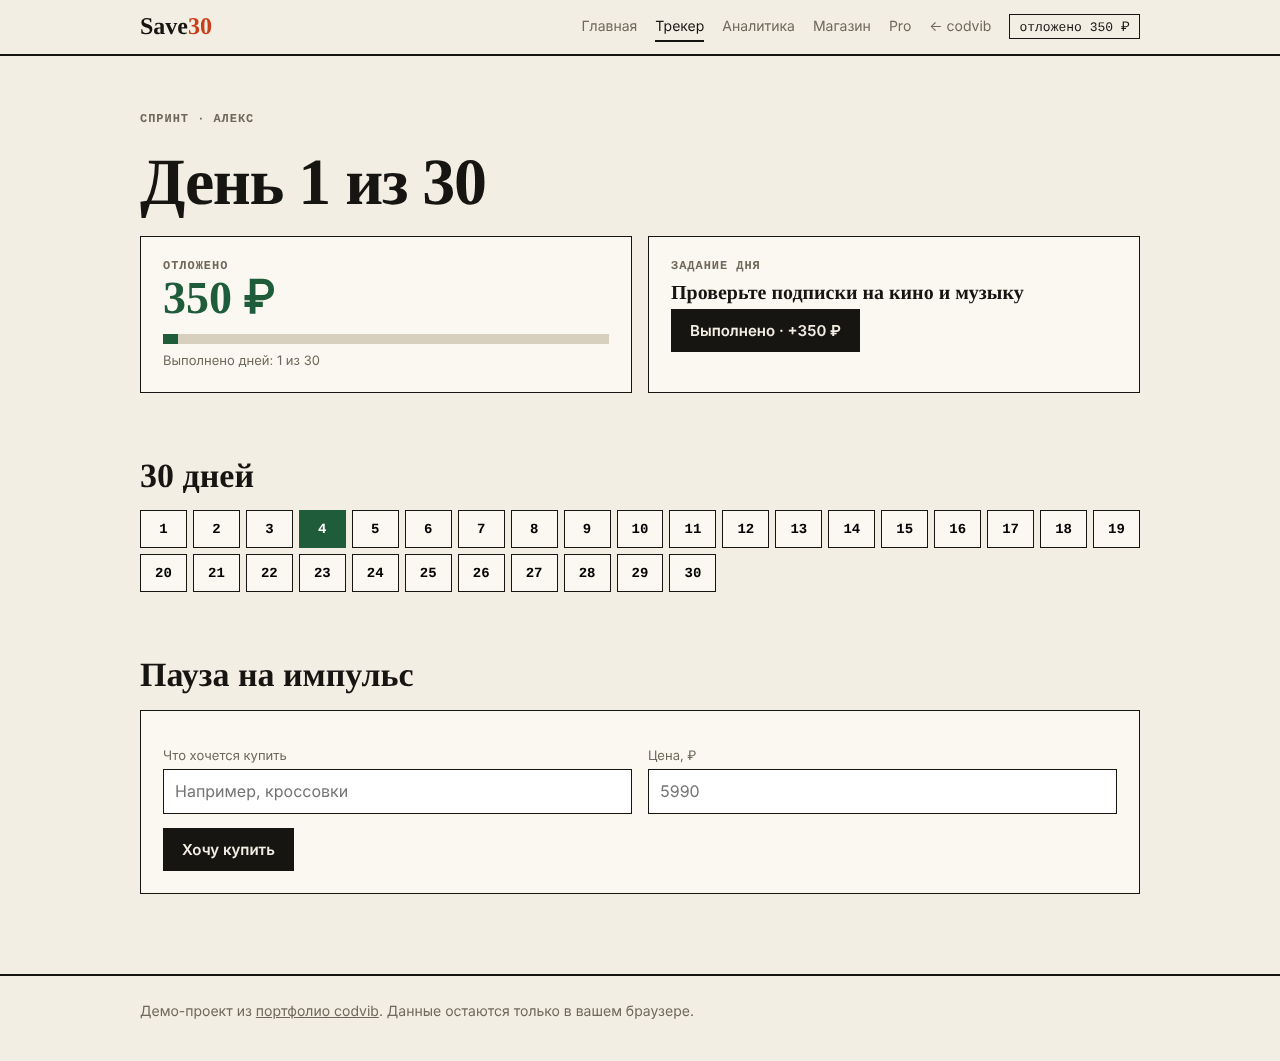 Save30
Главная Трекер Аналитика Магазин Pro ← codvib отложено 350 ₽
СПРИНТ · АЛЕКС
День 1 из 30
ОТЛОЖЕНО
350 ₽
Выполнено дней: 1 из 30
ЗАДАНИЕ ДНЯ
Проверьте подписки на кино и музыку
Выполнено · +350 ₽
30 дней
1 2 3 4 5 6 7 8 9 10 11 12 13 14 15 16 17 18 19
20 21 22 23 24 25 26 27 28 29 30
Пауза на импульс
Что хочется купить
Например, кроссовки
Цена, ₽
5990
Хочу купить
Демо-проект из портфолио codvib. Данные остаются только в вашем браузере.